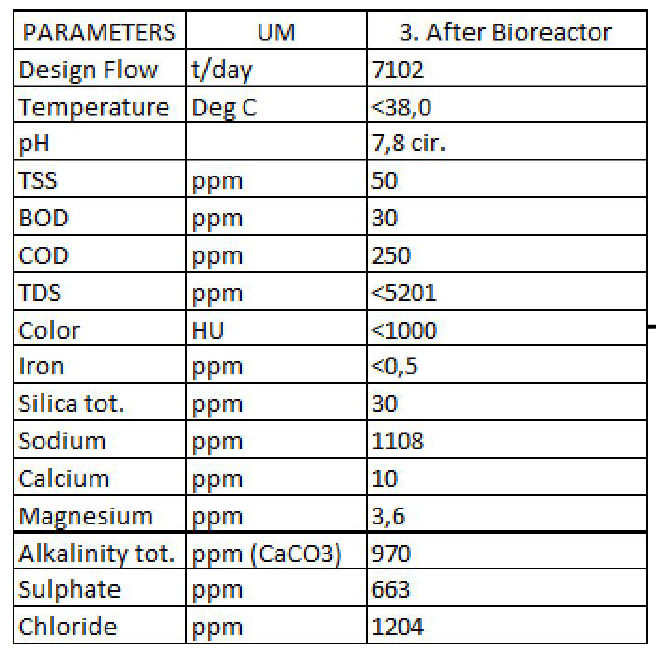 PARAMETERS UM 3. After Bioreactor
Design Flow t/day 7102
Temperature Deg C <38,0
pH 7,8 cir.
TSS ppm 50
BOD ppm 30
COD ppm 250
TDS ppm <5201
Color HU <1000
Iron ppm <0,5
Silica tot. ppm 30
Sodium ppm 1108
Calcium ppm 10
Magnesium ppm 3,6
Alkalinity tot. ppm (CaCO3) 970
Sulphate ppm 663
Chloride ppm 1204